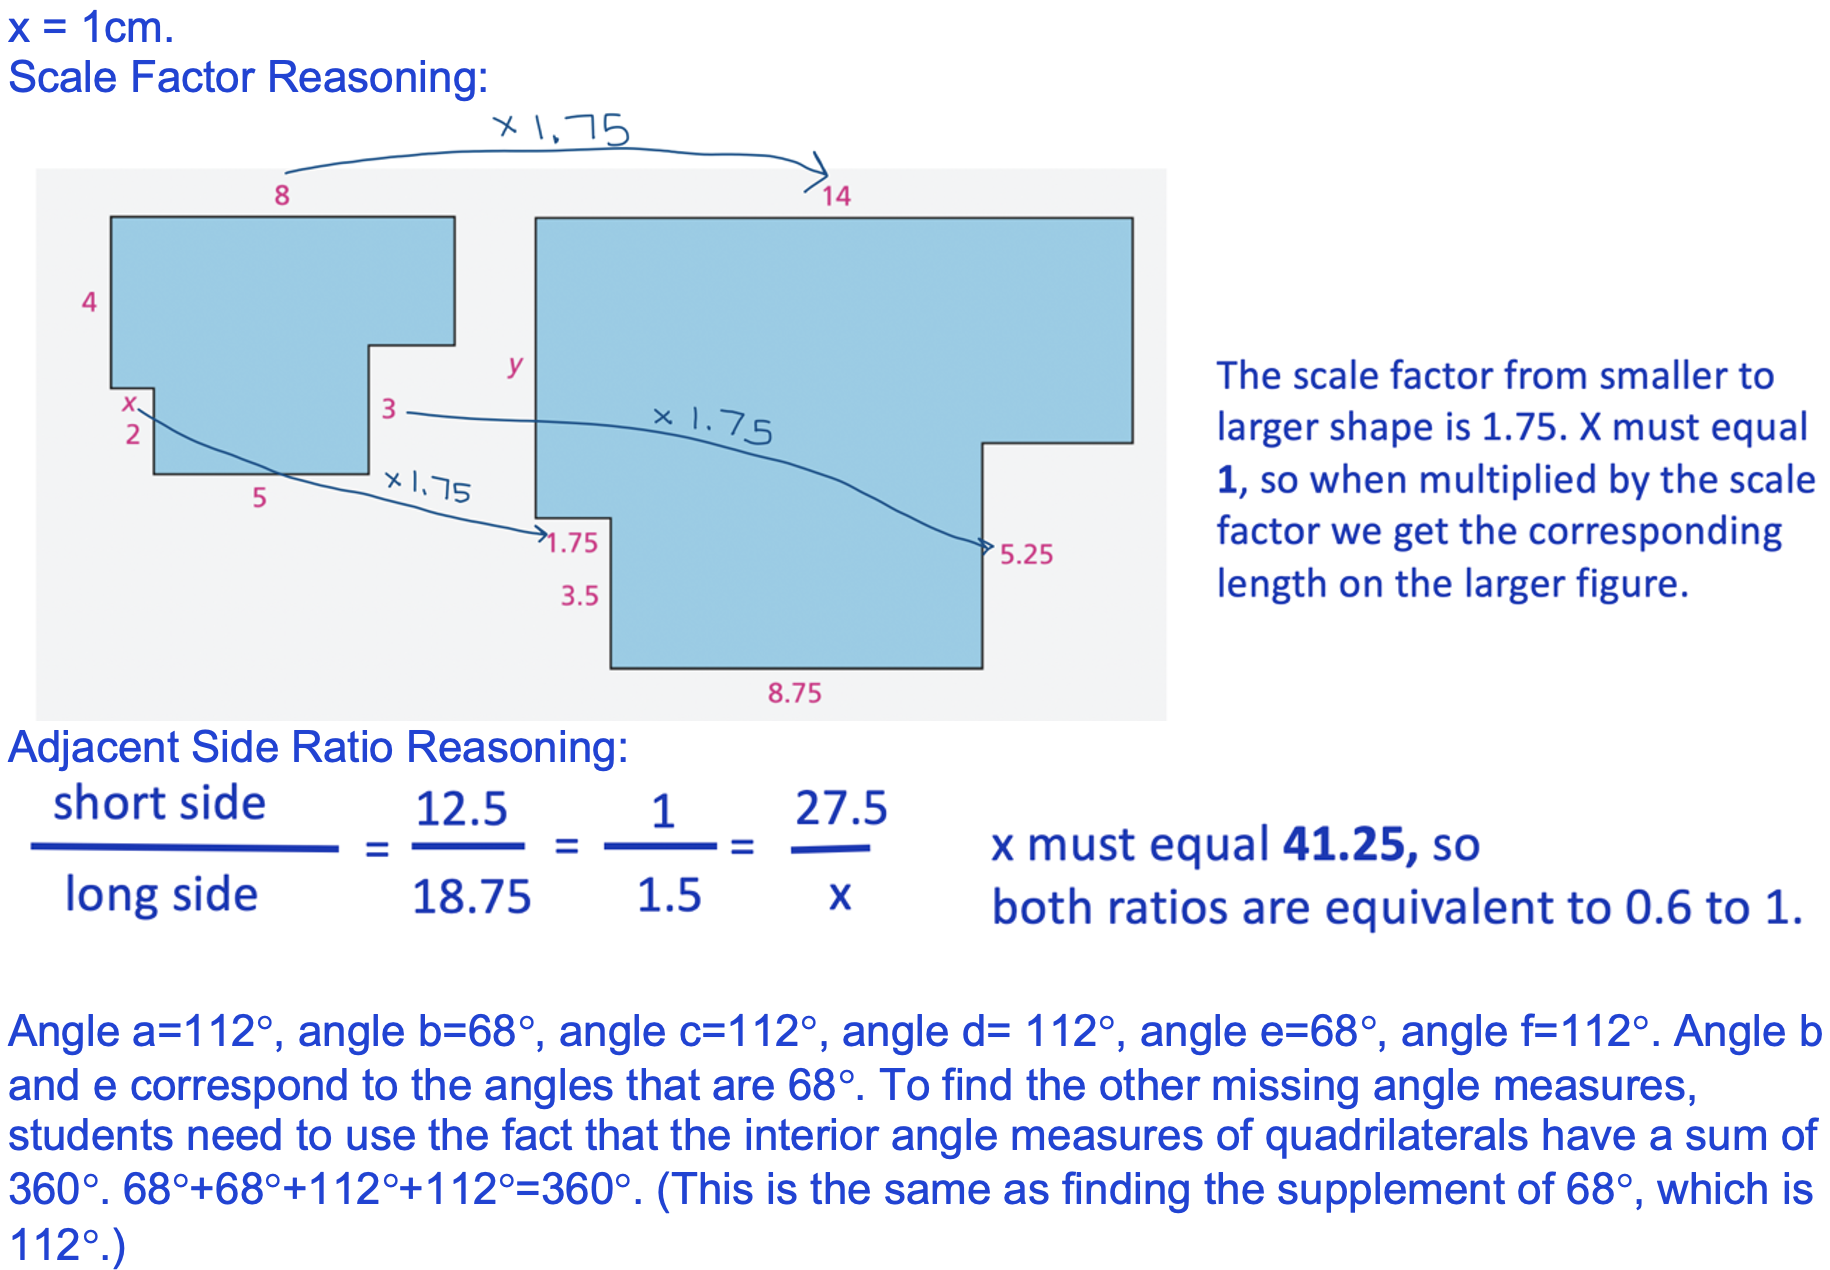 x = 1cm.
Scale Factor Reasoning:
x 1.75
8
14
4
y
x
2
3
x 1.75
x 1.75
5
1.75
5.25
3.5
8.75
The scale factor from smaller to
larger shape is 1.75. X must equal
1, so when multiplied by the scale
factor we get the corresponding
length on the larger figure.
Adjacent Side Ratio Reasoning:
short side / long side = 12.5 / 18.75 = 1 / 1.5 = 27.5 / x
x must equal 41.25, so
both ratios are equivalent to 0.6 to 1.
Angle a=112°, angle b=68°, angle c=112°, angle d= 112°, angle e=68°, angle f=112°. Angle b
and e correspond to the angles that are 68°. To find the other missing angle measures,
students need to use the fact that the interior angle measures of quadrilaterals have a sum of
360°. 68°+68°+112°+112°=360°. (This is the same as finding the supplement of 68°, which is
112°.)